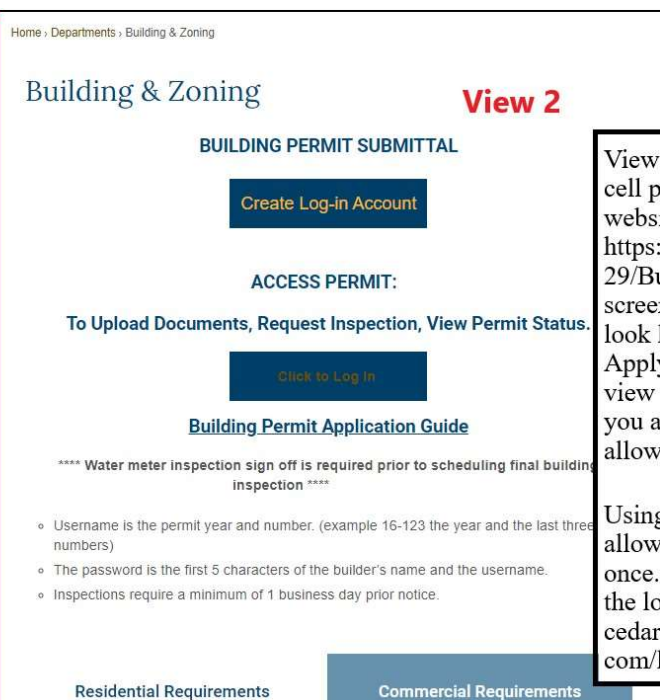 Home › Departments › Building & Zoning
Building & Zoning
View 2
BUILDING PERMIT SUBMITTAL
Create Log-in Account
ACCESS PERMIT:
To Upload Documents, Request Inspection, View Permit Status.
Click to Log In
Building Permit Application Guide
**** Water meter inspection sign off is required prior to scheduling final building
inspection ****
Username is the permit year and number. (example 16-123 the year and the last three
numbers)
The password is the first 5 characters of the builder's name and the username.
Inspections require a minimum of 1 business day prior notice.
Residential Requirements
Commercial Requirements
View
cell p
websi
https:
29/Bu
scree
look
Apply
view
you a
allow
Using
allow
once.
the lo
cedar
com/